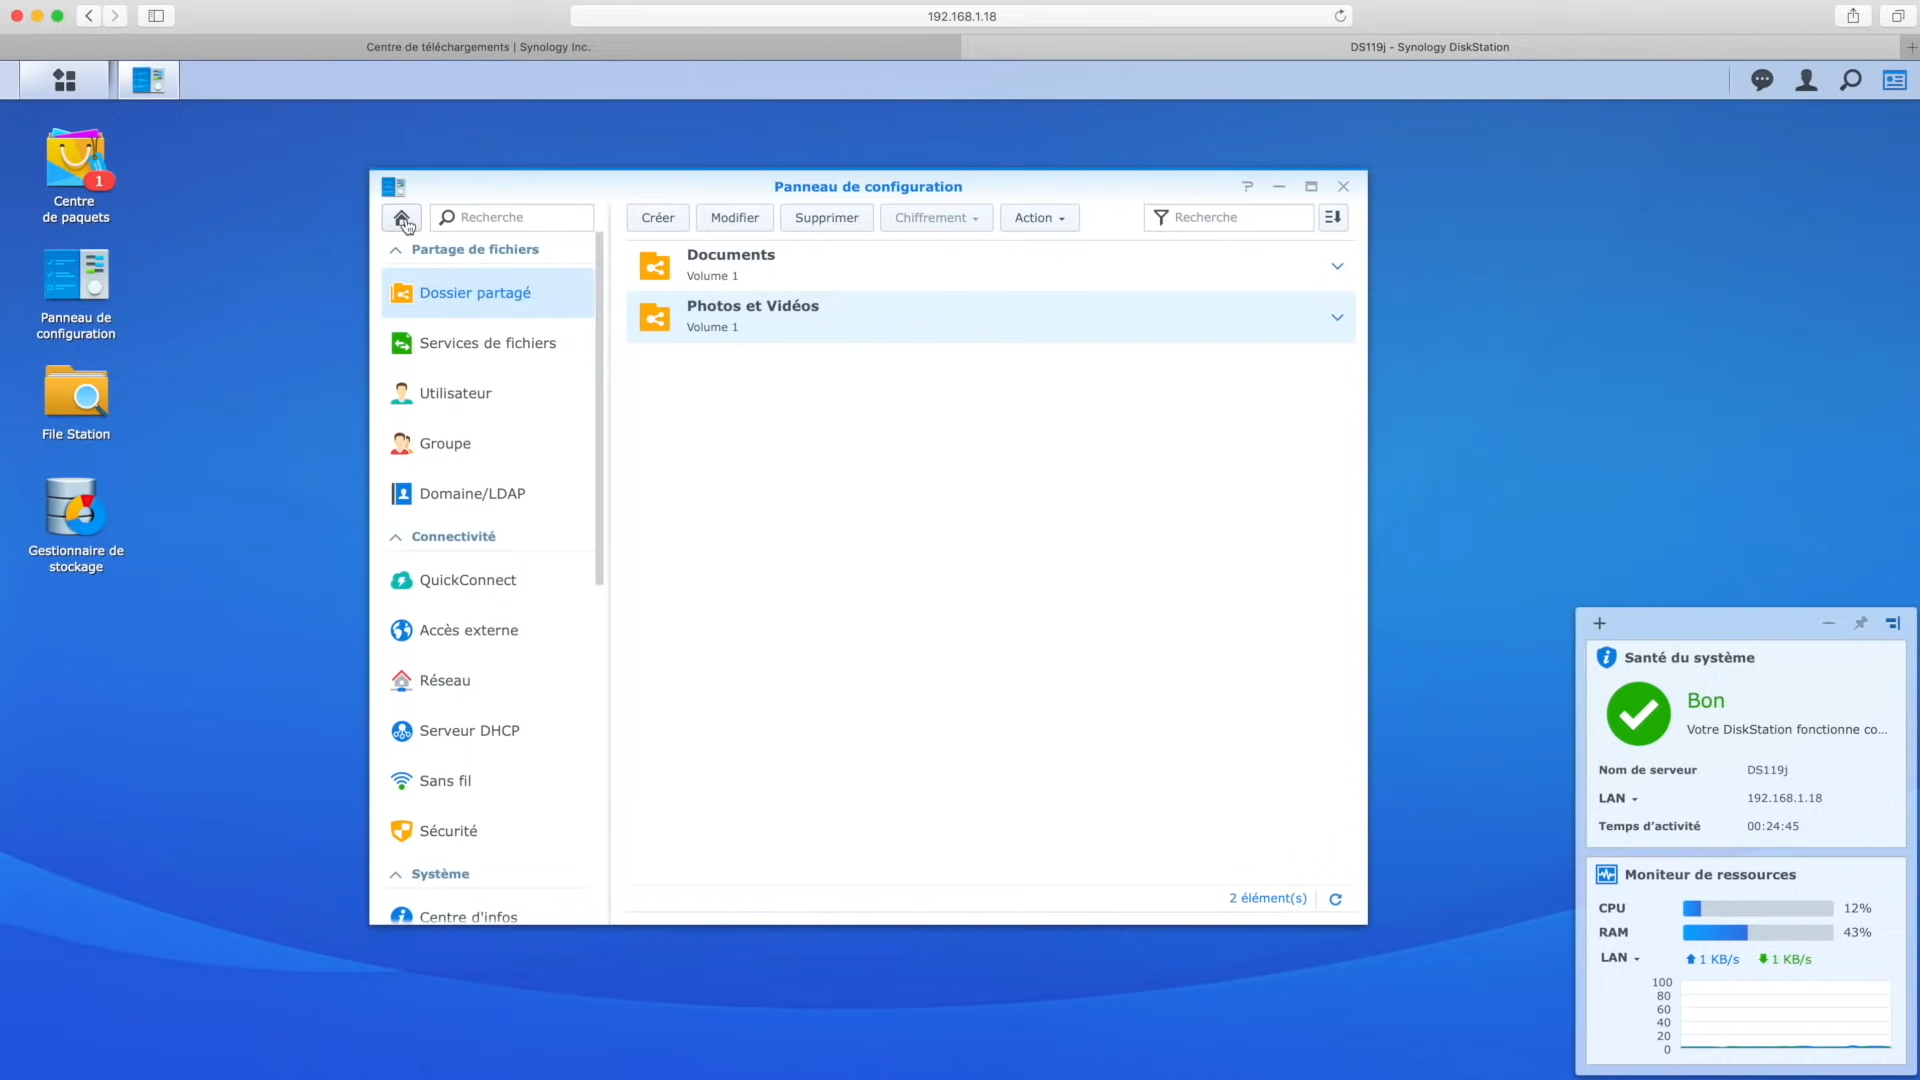 192.168.1.18
Centre de téléchargements | Synology Inc.
DS119j - Synology DiskStation
1
Centre
de paquets
Panneau de
configuration
File Station
Gestionnaire de
stockage
Panneau de configuration
Recherche
Créer
Modifier
Supprimer
Chiffrement
Action
Recherche
Partage de fichiers
Dossier partagé
Services de fichiers
Utilisateur
Groupe
Domaine/LDAP
Connectivité
QuickConnect
Accès externe
Réseau
Serveur DHCP
Sans fil
Sécurité
Système
Centre d'infos
Documents
Volume 1
Photos et Vidéos
Volume 1
2 élément(s)
Santé du système
Bon
Votre DiskStation fonctionne co...
Nom de serveur DS119j
LAN 192.168.1.18
Temps d'activité 00:24:45
Moniteur de ressources
CPU 12%
RAM 43%
LAN 1 KB/s 1 KB/s
100
80
60
40
20
0